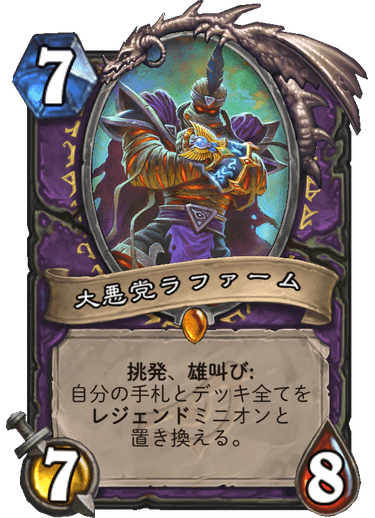 7
大悪党ラファーム
挑発、雄叫び:
自分の手札とデッキ全てを
レジェンドミニオンと
置き換える。
7
8